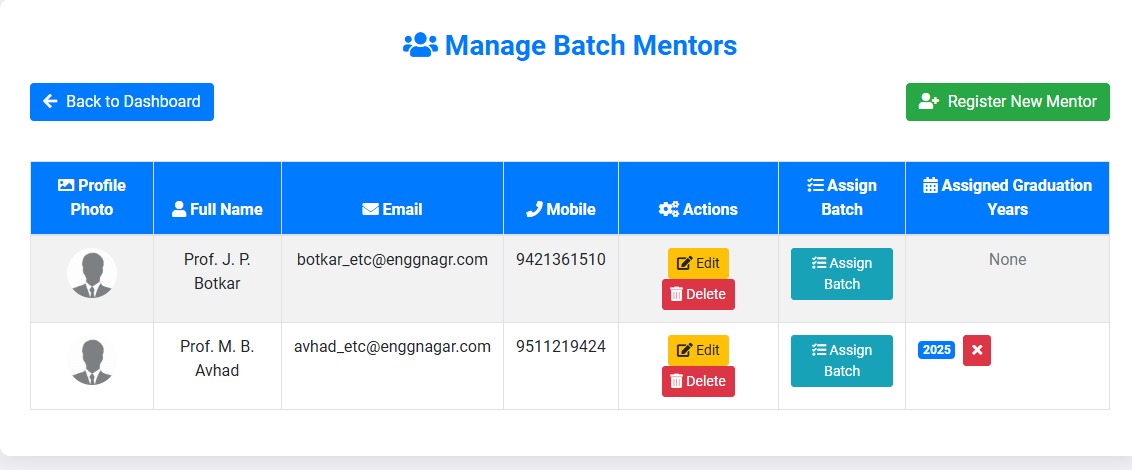 Manage Batch Mentors
Back to Dashboard
Register New Mentor
Profile
Photo
Full Name
Email
Mobile
Actions
Assign
Batch
Assigned Graduation
Years
Prof. J. P.
Botkar
botkar_etc@enggnagr.com
9421361510
Edit
Delete
Assign
Batch
None
Prof. M. B.
Avhad
avhad_etc@enggnagar.com
9511219424
Edit
Delete
Assign
Batch
2025